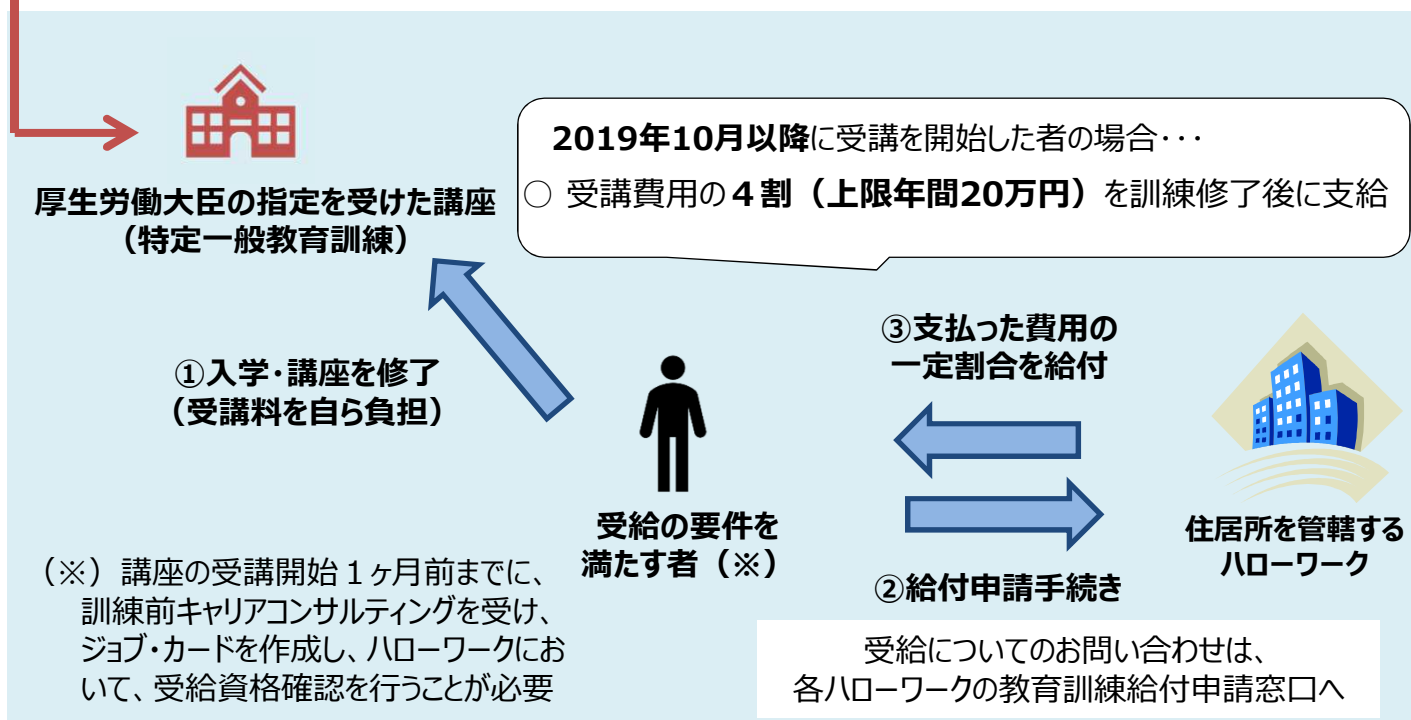 厚生労働大臣の指定を受けた講座
（特定一般教育訓練）
2019年10月以降に受講を開始した者の場合･･･
○ 受講費用の４割（上限年間20万円）を訓練修了後に支給
①入学・講座を修了
（受講料を自ら負担）
③支払った費用の
一定割合を給付
受給の要件を
満たす者（※）
②給付申請手続き
住居所を管轄する
ハローワーク
（※）講座の受講開始１ヶ月前までに、
訓練前キャリアコンサルティングを受け、
ジョブ・カードを作成し、ハローワークにお
いて、受給資格確認を行うことが必要
受給についてのお問い合わせは、
各ハローワークの教育訓練給付申請窓口へ